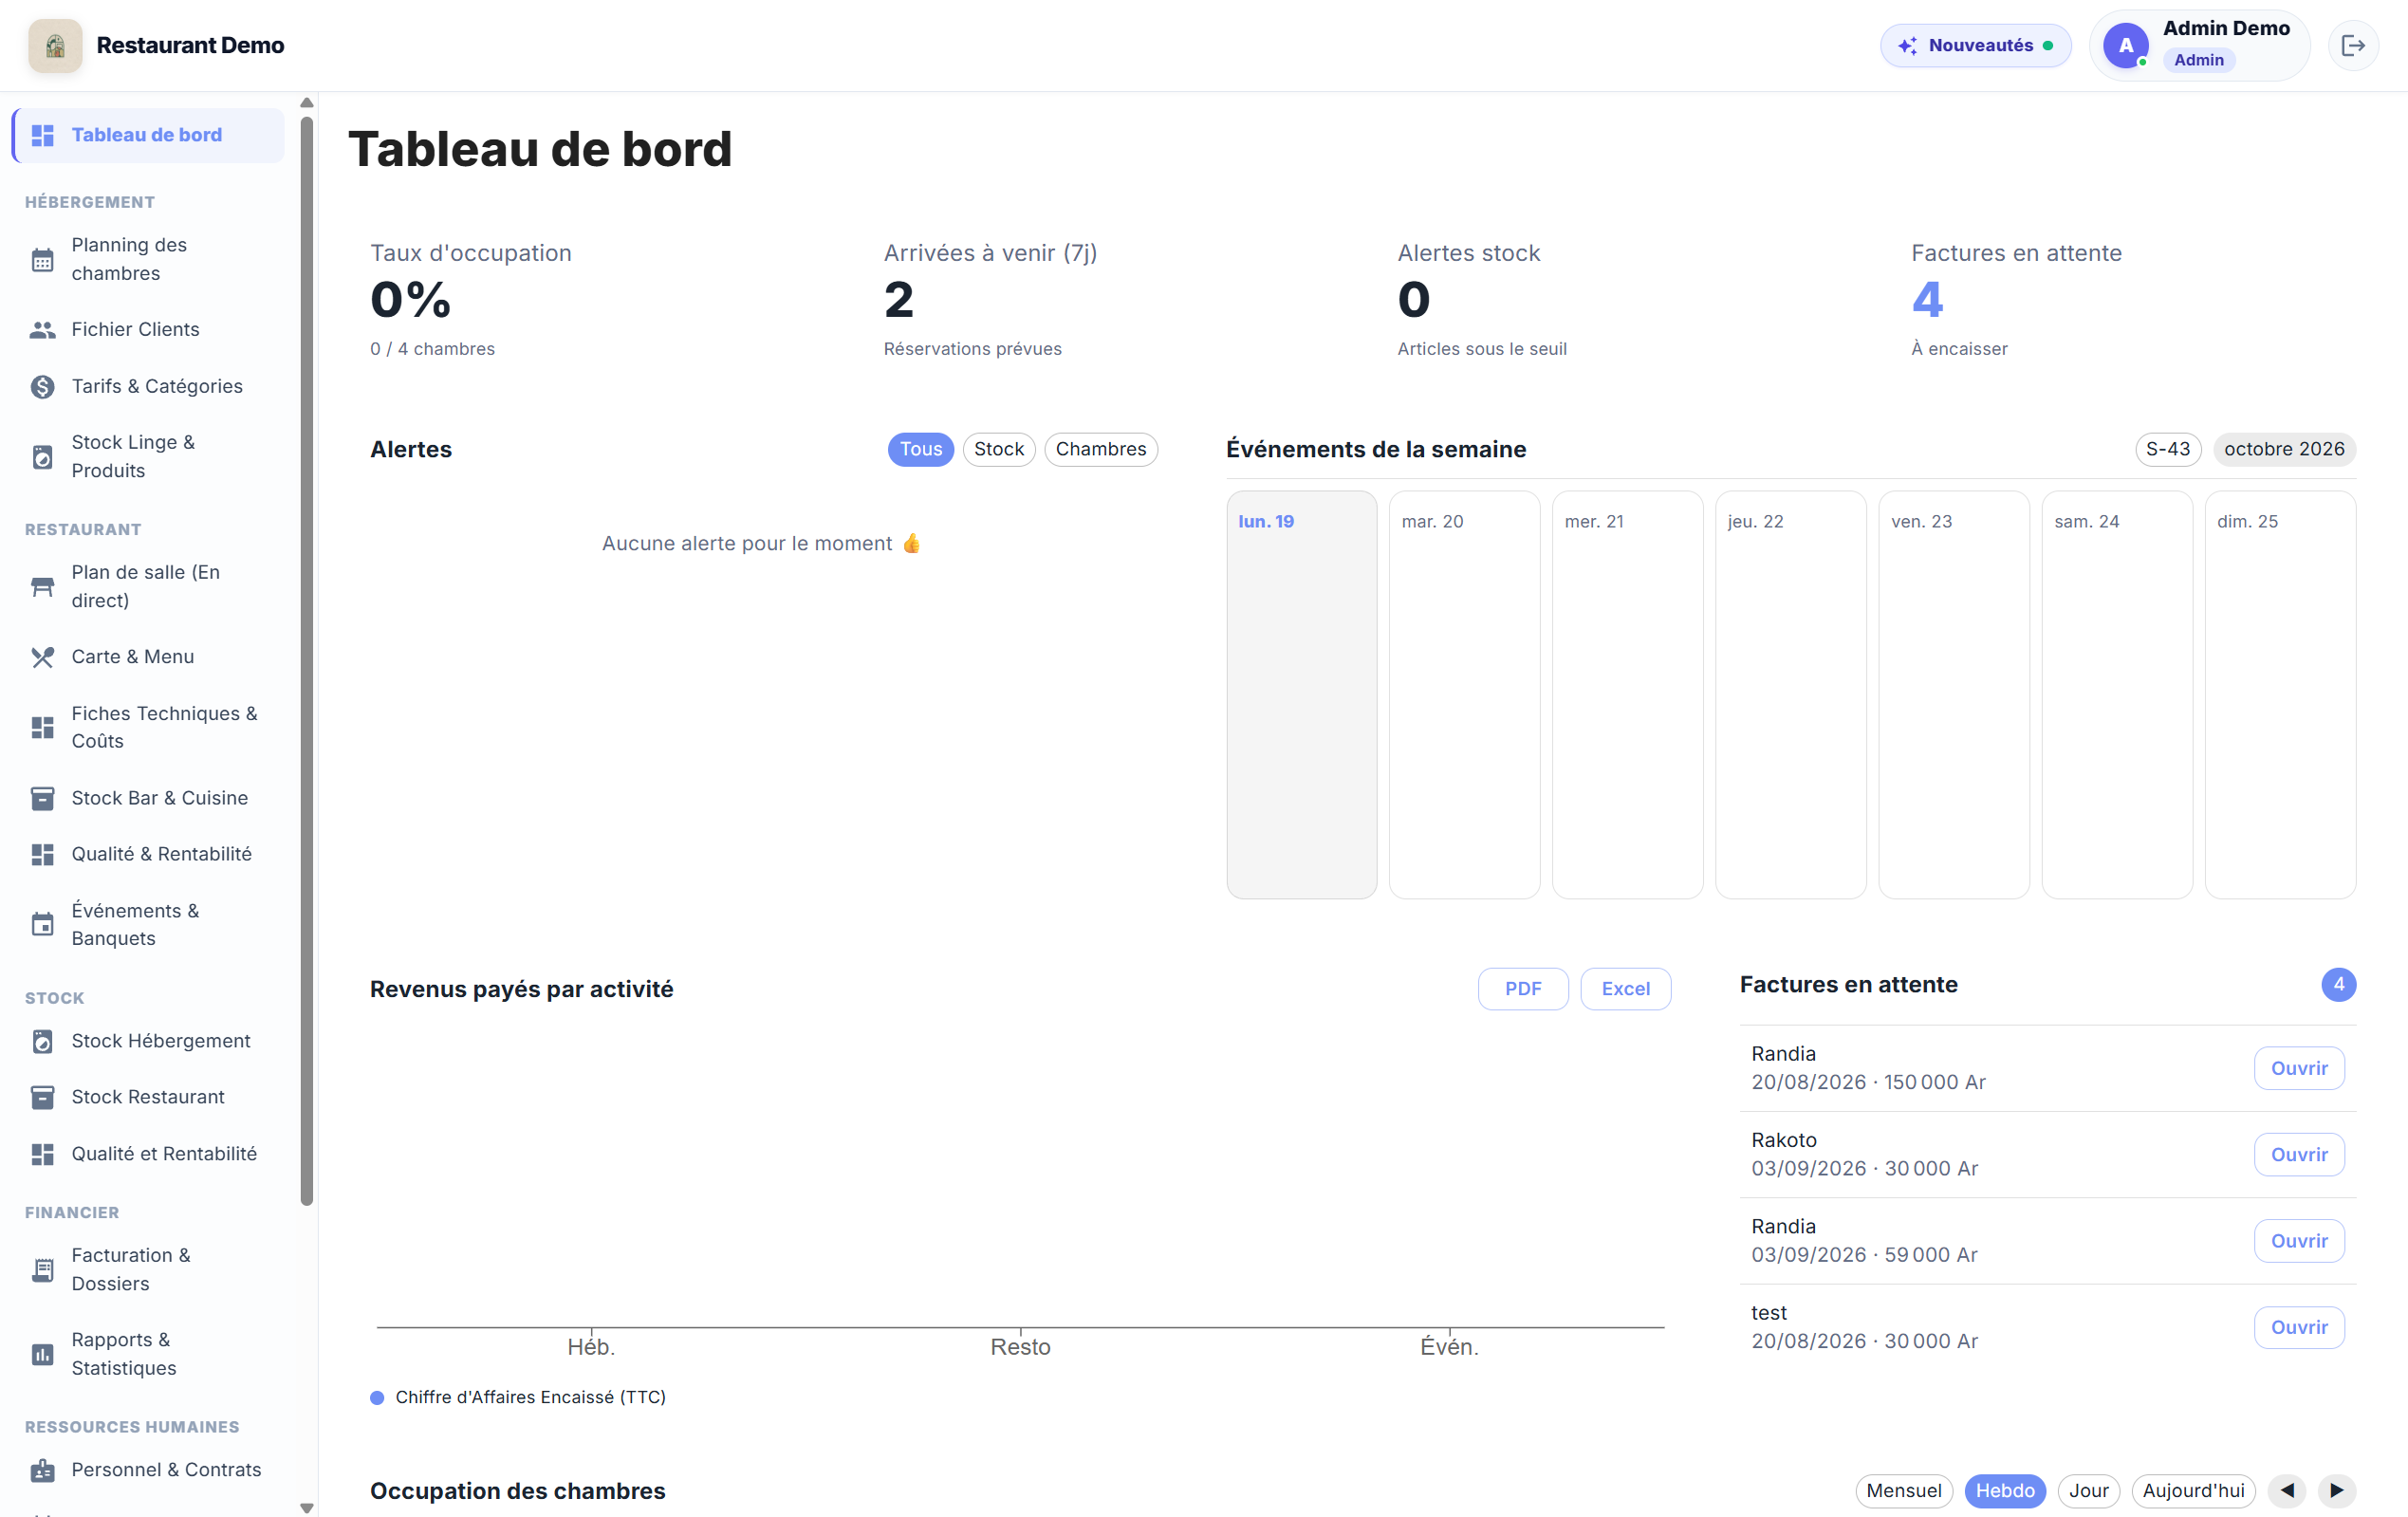 Restaurant Demo
Nouveautés
A
Admin Demo
Admin
Tableau de bord
HÉBERGEMENT
Planning des
chambres
Fichier Clients
Tarifs & Catégories
Stock Linge &
Produits
RESTAURANT
Plan de salle (En
direct)
Carte & Menu
Fiches Techniques &
Coûts
Stock Bar & Cuisine
Qualité & Rentabilité
Événements &
Banquets
STOCK
Stock Hébergement
Stock Restaurant
Qualité et Rentabilité
FINANCIER
Facturation &
Dossiers
Rapports &
Statistiques
RESSOURCES HUMAINES
Personnel & Contrats
Tableau de bord
Taux d'occupation
0%
0 / 4 chambres
Arrivées à venir (7j)
2
Réservations prévues
Alertes stock
0
Articles sous le seuil
Factures en attente
4
À encaisser
Alertes
Tous
Stock
Chambres
Aucune alerte pour le moment 👍
Événements de la semaine
S-43
octobre 2026
lun. 19
mar. 20
mer. 21
jeu. 22
ven. 23
sam. 24
dim. 25
Revenus payés par activité
PDF
Excel
Héb.
Resto
Évén.
Chiffre d'Affaires Encaissé (TTC)
Factures en attente
4
Randia
20/08/2026 · 150 000 Ar
Ouvrir
Rakoto
03/09/2026 · 30 000 Ar
Ouvrir
Randia
03/09/2026 · 59 000 Ar
Ouvrir
test
20/08/2026 · 30 000 Ar
Ouvrir
Occupation des chambres
Mensuel
Hebdo
Jour
Aujourd'hui